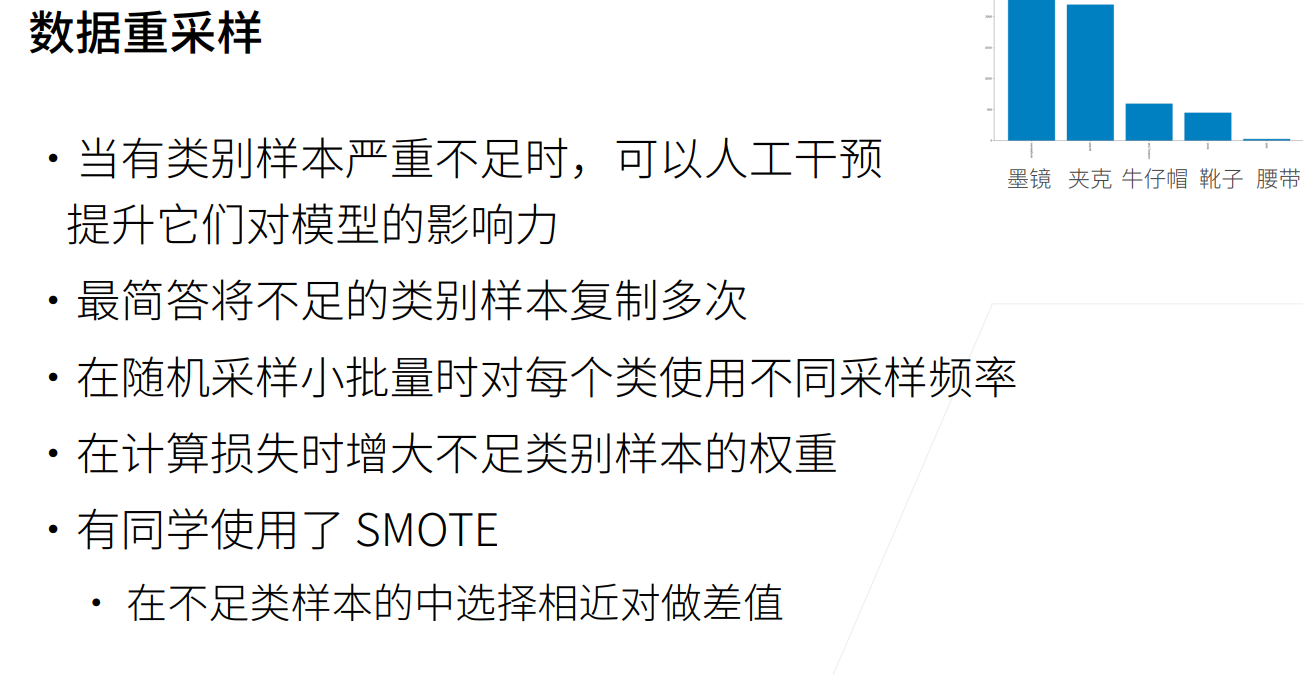 数据重采样
• 当有类别样本严重不足时，可以人工干预
提升它们对模型的影响力
• 最简答将不足的类别样本复制多次
• 在随机采样小批量时对每个类使用不同采样频率
• 在计算损失时增大不足类别样本的权重
• 有同学使用了 SMOTE
• 在不足类样本的中选择相近对做差值
墨镜 夹克 牛仔帽 靴子 腰带